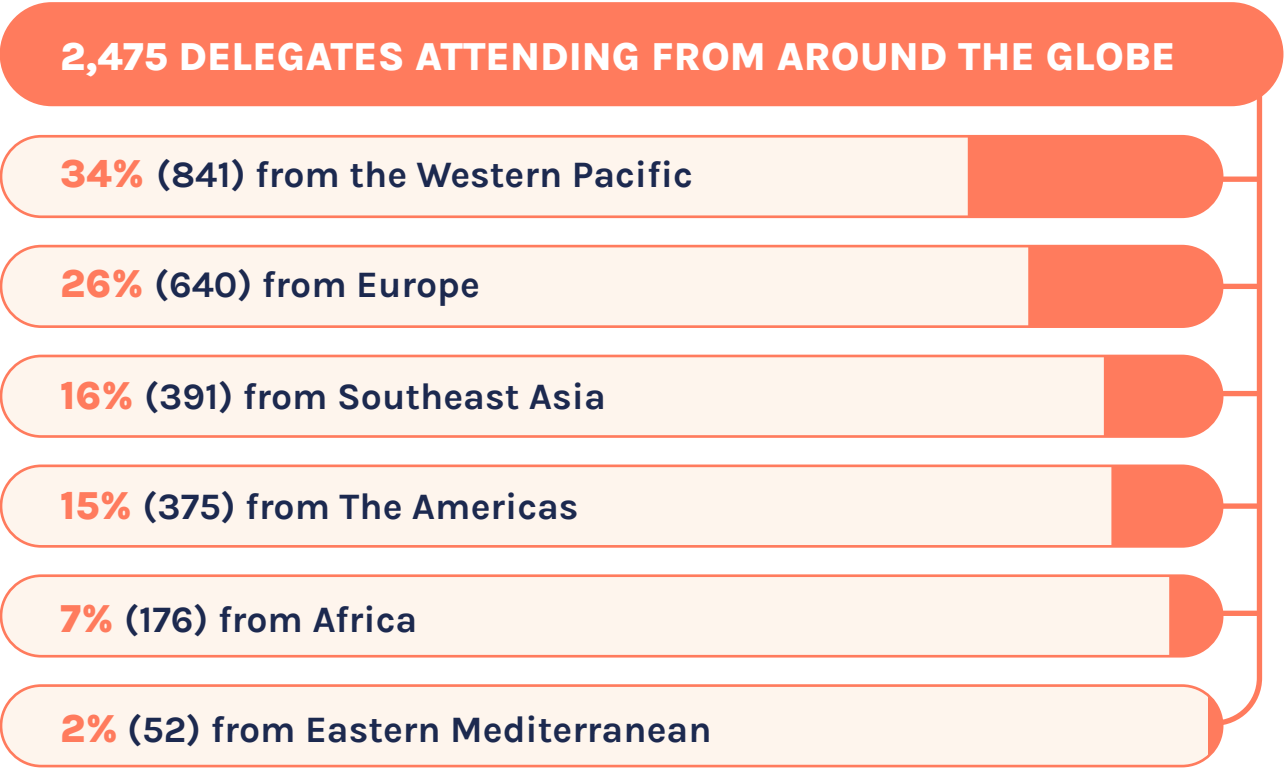 2,475 DELEGATES ATTENDING FROM AROUND THE GLOBE
34% (841) from the Western Pacific
26% (640) from Europe
16% (391) from Southeast Asia
15% (375) from The Americas
7% (176) from Africa
2% (52) from Eastern Mediterranean